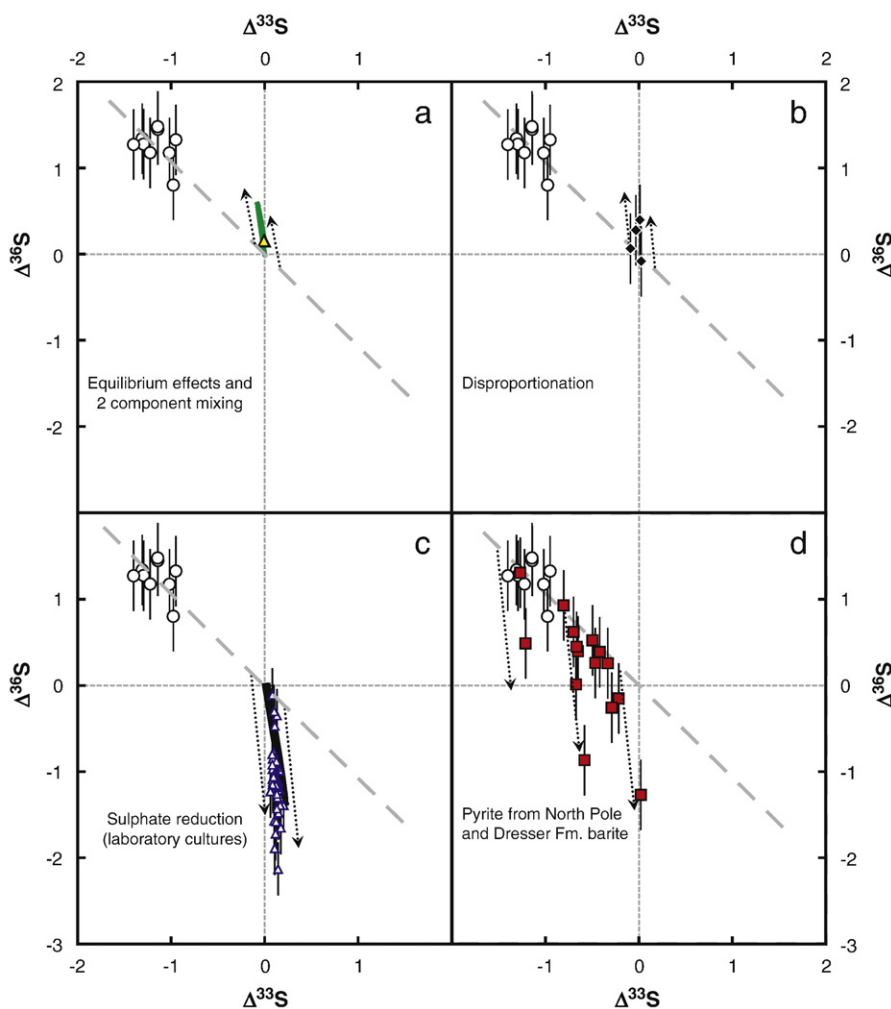 Δ³³S Δ³³S
-2 -1 0 1 -1 0 1 2
2 2
a b
1 1
Δ³⁶S Δ³⁶S
0 0
-1 -1
Equilibrium effects and
2 component mixing
Disproportionation
-2 -2
c d
1 1
Δ³⁶S Δ³⁶S
0 0
-1 -1
Sulphate reduction
(laboratory cultures)
Pyrite from North Pole
and Dresser Fm. barite
-2 -2
-3 -3
-2 -1 0 1 2 -1 0 1 2
Δ³³S Δ³³S